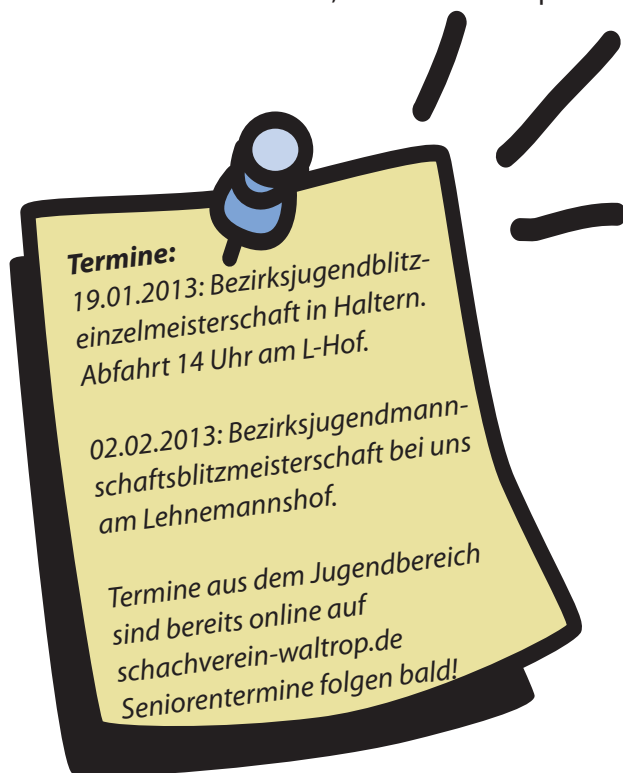 Termine:
19.01.2013: Bezirksjugendblitz-
einzelmeisterschaft in Haltern.
Abfahrt 14 Uhr am L-Hof.
02.02.2013: Bezirksjugendmann-
schaftsblitzmeisterschaft bei uns
am Lehnemannshof.
Termine aus dem Jugendbereich
sind bereits online auf
schachverein-waltrop.de
Seniorentermine folgen bald!